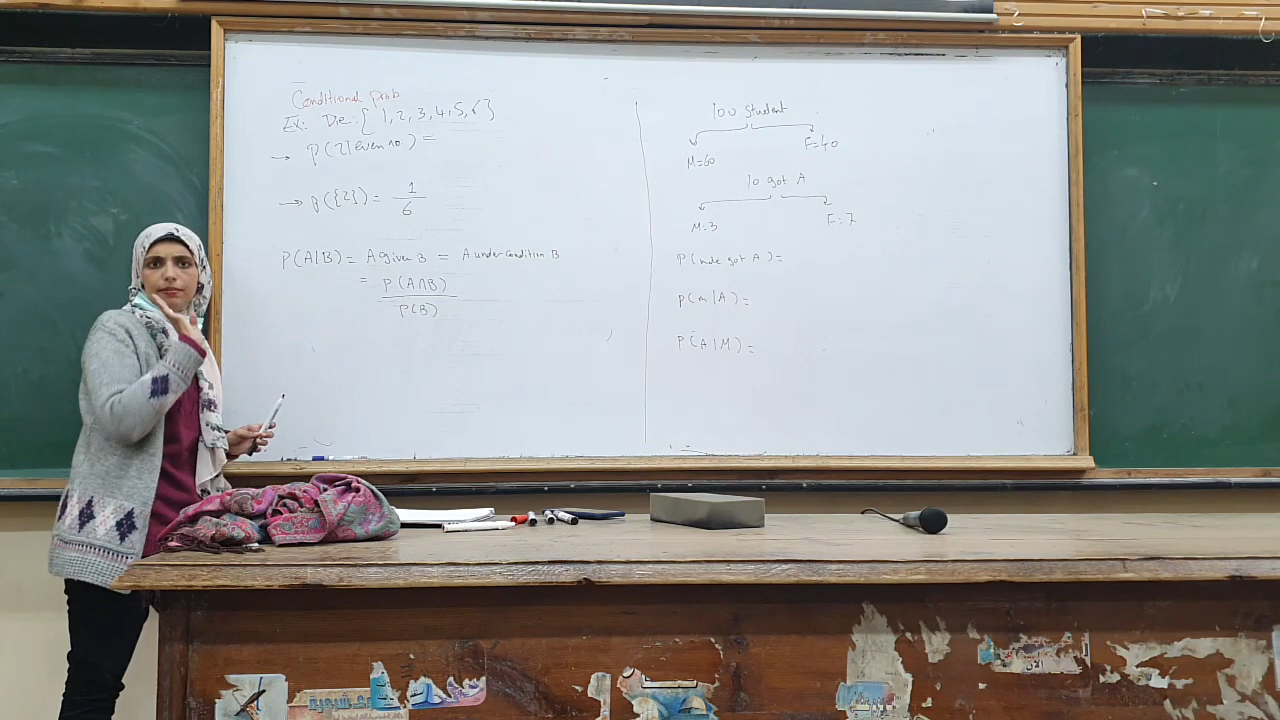 Conditional prob
Ex: Die: { 1, 2, 3, 4, 5, 6 }
→ P(2 | even no.) =
→ P({2}) = 1/6
P(A|B) = A given B = A under condition B
= P(A∩B) / P(B)
100 student
M=60 F=40
10 got A
M=3 F=7
P(male got A) =
P(m|A) =
P(A|M) =
الآن